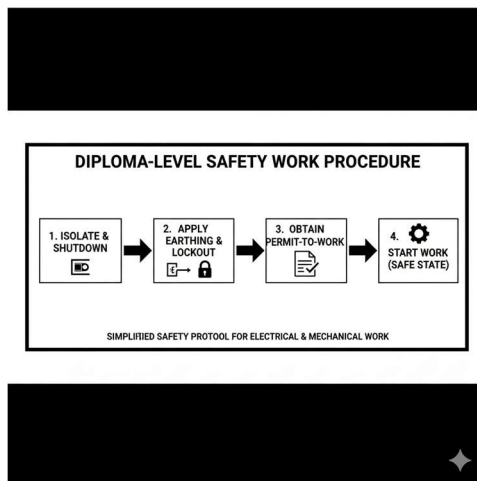 DIPLOMA-LEVEL SAFETY WORK PROCEDURE
1. ISOLATE &
SHUTDOWN
2. APPLY
EARTHING &
LOCKOUT
3. OBTAIN
PERMIT-TO-WORK
4.
START WORK
(SAFE STATE)
SIMPLIFIED SAFETY PROTOOL FOR ELECTRICAL & MECHANICAL WORK